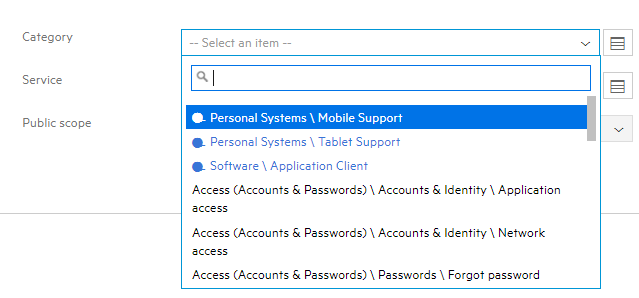 Category
-- Select an item --
Personal Systems \ Mobile Support
Service
Personal Systems \ Tablet Support
Public scope
Software \ Application Client
Access (Accounts & Passwords) \ Accounts & Identity \ Application
access
Access (Accounts & Passwords) \ Accounts & Identity \ Network
access
Access (Accounts & Passwords) \ Passwords \ Forgot password